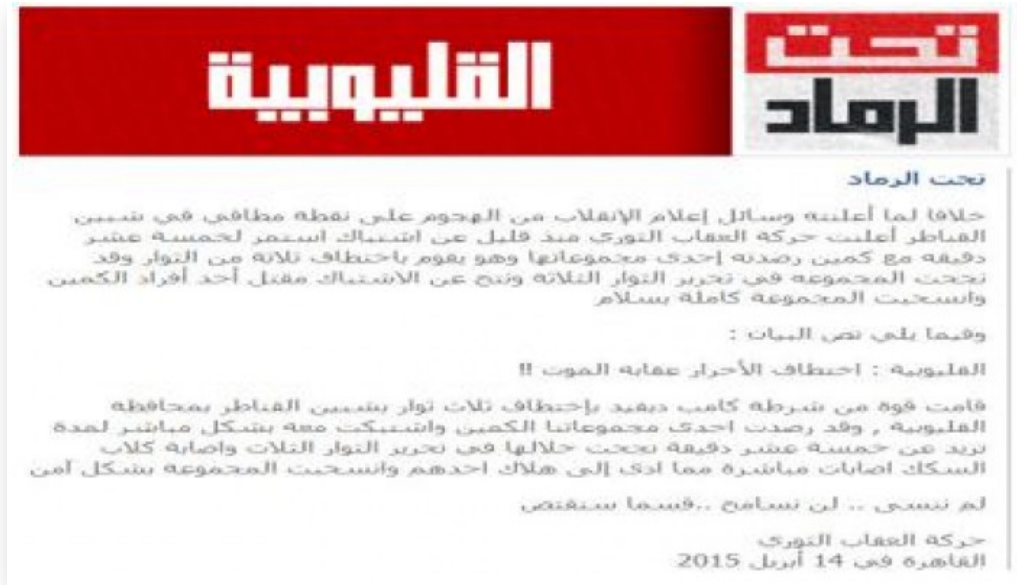 القليوبية
تحت
الرماد
تحت الرماد
خلافا لما أعلنته وسائل إعلام الإنقلاب من الهجوم على نقطة مطافي في شبين
القناطر أعلنت حركة العقاب الثوري منذ قليل عن اشتباك استمر لخمسة عشر
دقيقة مع كمين رصدته إحدى مجموعاتها وهو يقوم باختطاف ثلاثة من الثوار وقد
نجحت المجموعة في تحرير الثوار الثلاثة ونتج عن الاشتباك مقتل أحد أفراد الكمين
وانسحبت المجموعة كاملة بسلام
وفيما يلي نص البيان :
القليوبية : اختطاف الأحرار عقابه الموت !!
قامت قوة من شرطة كامب ديفيد بإختطاف ثلاث ثوار بشبين القناطر بمحافظة
القليوبية , وقد رصدت احدى مجموعاتنا الكمين واشتبكت معه بشكل مباشر لمدة
تزيد عن خمسة عشر دقيقة نجحت خلالها في تحرير الثوار الثلاث واصابة كلاب
السكك اصابات مباشرة مما ادى إلى هلاك احدهم وانسحبت المجموعة بشكل آمن
لم ننسى .. لن نسامح ..قسما سنقتص
حركة العقاب الثوري
القاهرة في 14 أبريل 2015